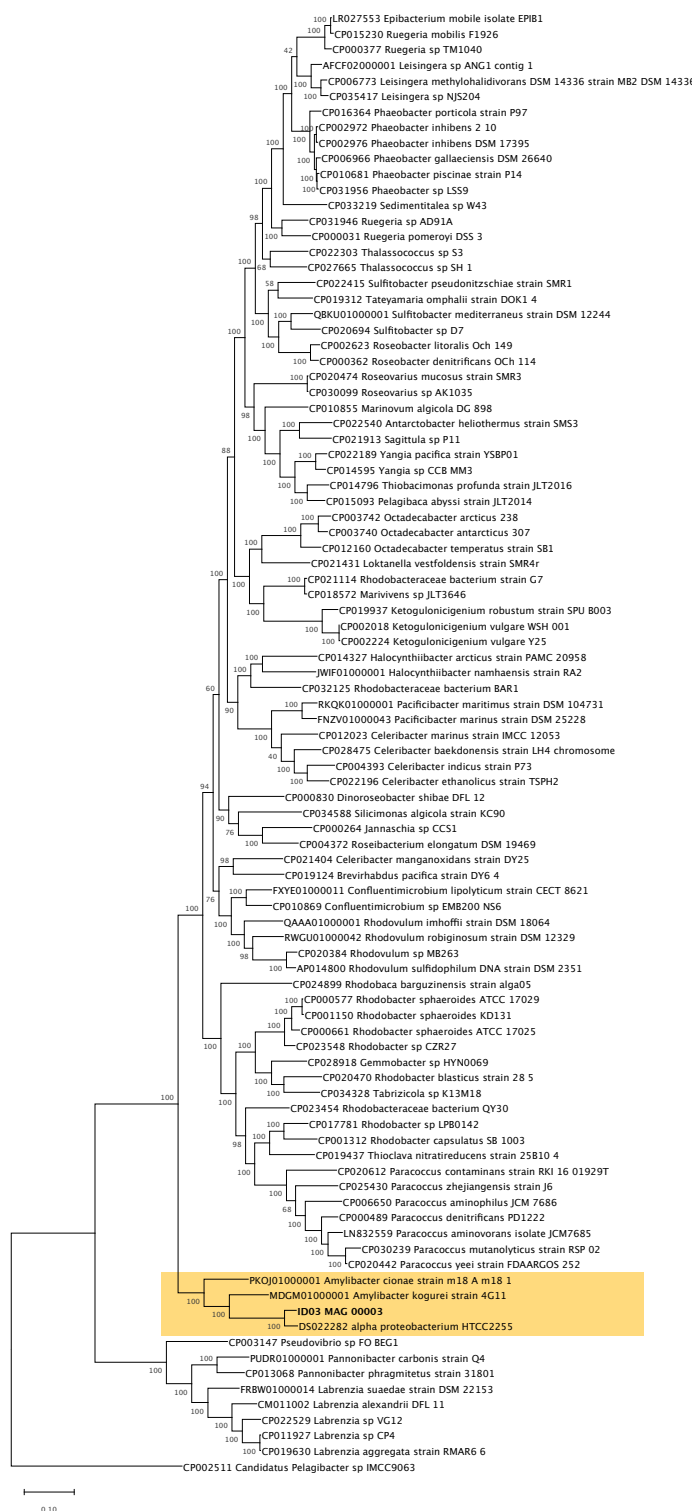 LR027553 Epibacterium mobile isolate EPIB1
100
100
CP015230 Ruegeria mobilis F1926
CP000377 Ruegeria sp TM1040
42
AFCF02000001 Leisingera sp ANG1 contig 1
100
CP006773 Leisingera methylohalidivorans DSM 14336 strain MB2 DSM 14336
100
CP035417 Leisingera sp NJS204
100
CP016364 Phaeobacter porticola strain P97
100
CP002972 Phaeobacter inhibens 2 10
100
CP002976 Phaeobacter inhibens DSM 17395
100
CP006966 Phaeobacter gallaeciensis DSM 26640
100
CP010681 Phaeobacter piscinae strain P14
100
CP031956 Phaeobacter sp LSS9
100
CP033219 Sedimentitalea sp W43
98
CP031946 Ruegeria sp AD91A
100
CP000031 Ruegeria pomeroyi DSS 3
CP022303 Thalassococcus sp S3
100
68
CP027665 Thalassococcus sp SH 1
58
CP022415 Sulfitobacter pseudonitzschiae strain SMR1
CP019312 Tateyamaria omphalii strain DOK1 4
100
100
QBKU01000001 Sulfitobacter mediterraneus strain DSM 12244
CP020694 Sulfitobacter sp D7
100
100
CP002623 Roseobacter litoralis Och 149
100
CP000362 Roseobacter denitrificans OCh 114
100
CP020474 Roseovarius mucosus strain SMR3
100
CP030099 Roseovarius sp AK1035
98
CP010855 Marinovum algicola DG 898
100
CP022540 Antarctobacter heliothermus strain SMS3
100
CP021913 Sagittula sp P11
88
100
CP022189 Yangia pacifica strain YSBP01
100
CP014595 Yangia sp CCB MM3
100
CP014796 Thiobacimonas profunda strain JLT2016
100
CP015093 Pelagibaca abyssi strain JLT2014
100
CP003742 Octadecabacter arcticus 238
100
CP003740 Octadecabacter antarcticus 307
100
CP012160 Octadecabacter temperatus strain SB1
CP021431 Loktanella vestfoldensis strain SMR4r
100
100
CP021114 Rhodobacteraceae bacterium strain G7
100
CP018572 Marivivens sp JLT3646
100
CP019937 Ketogulonicigenium robustum strain SPU B003
CP002018 Ketogulonicigenium vulgare WSH 001
100
100
CP002224 Ketogulonicigenium vulgare Y25
100
CP014327 Halocynthiibacter arcticus strain PAMC 20958
100
JWIF01000001 Halocynthiibacter namhaensis strain RA2
60
CP032125 Rhodobacteraceae bacterium BAR1
90
100
RKQK01000001 Pacificibacter maritimus strain DSM 104731
100
FNZV01000043 Pacificibacter marinus strain DSM 25228
CP012023 Celeribacter marinus strain IMCC 12053
40
CP028475 Celeribacter baekdonensis strain LH4 chromosome
100
CP004393 Celeribacter indicus strain P73
100
CP022196 Celeribacter ethanolicus strain TSPH2
94
CP000830 Dinoroseobacter shibae DFL 12
90
CP034588 Silicimonas algicola strain KC90
76
CP000264 Jannaschia sp CCS1
100
CP004372 Roseibacterium elongatum DSM 19469
98
CP021404 Celeribacter manganoxidans strain DY25
CP019124 Brevirhabdus pacifica strain DY6 4
76
100
FXYE01000011 Confluentimicrobium lipolyticum strain CECT 8621
100
CP010869 Confluentimicrobium sp EMB200 NS6
100
QAAA01000001 Rhodovulum imhoffii strain DSM 18064
100
RWGU01000042 Rhodovulum robiginosum strain DSM 12329
98
CP020384 Rhodovulum sp MB263
100
AP014800 Rhodovulum sulfidophilum DNA strain DSM 2351
CP024899 Rhodobaca barguzinensis strain alga05
100
CP000577 Rhodobacter sphaeroides ATCC 17029
100
CP001150 Rhodobacter sphaeroides KD131
100
CP000661 Rhodobacter sphaeroides ATCC 17025
100
100
CP023548 Rhodobacter sp CZR27
100
CP028918 Gemmobacter sp HYN0069
100
CP020470 Rhodobacter blasticus strain 28 5
100
CP034328 Tabrizicola sp K13M18
100
CP023454 Rhodobacteraceae bacterium QY30
100
CP017781 Rhodobacter sp LPB0142
98
100
CP001312 Rhodobacter capsulatus SB 1003
CP019437 Thioclava nitratireducens strain 25B10 4
100
100
CP020612 Paracoccus contaminans strain RKI 16 01929T
CP025430 Paracoccus zhejiangensis strain J6
68
CP006650 Paracoccus aminophilus JCM 7686
100
CP000489 Paracoccus denitrificans PD1222
100
LN832559 Paracoccus aminovorans isolate JCM7685
100
CP030239 Paracoccus mutanolyticus strain RSP 02
100
CP020442 Paracoccus yeei strain FDAARGOS 252
PKOJ01000001 Amylibacter cionae strain m18 A m18 1
100
MDGM01000001 Amylibacter kogurei strain 4G11
100
ID03 MAG 00003
100
DS022282 alpha proteobacterium HTCC2255
CP003147 Pseudovibrio sp FO BEG1
100
PUDR01000001 Pannonibacter carbonis strain Q4
100
CP013068 Pannonibacter phragmitetus strain 31801
100
FRBW01000014 Labrenzia suaedae strain DSM 22153
100
CM011002 Labrenzia alexandrii DFL 11
100
CP022529 Labrenzia sp VG12
100
CP011927 Labrenzia sp CP4
100
CP019630 Labrenzia aggregata strain RMAR6 6
CP002511 Candidatus Pelagibacter sp IMCC9063
0.10